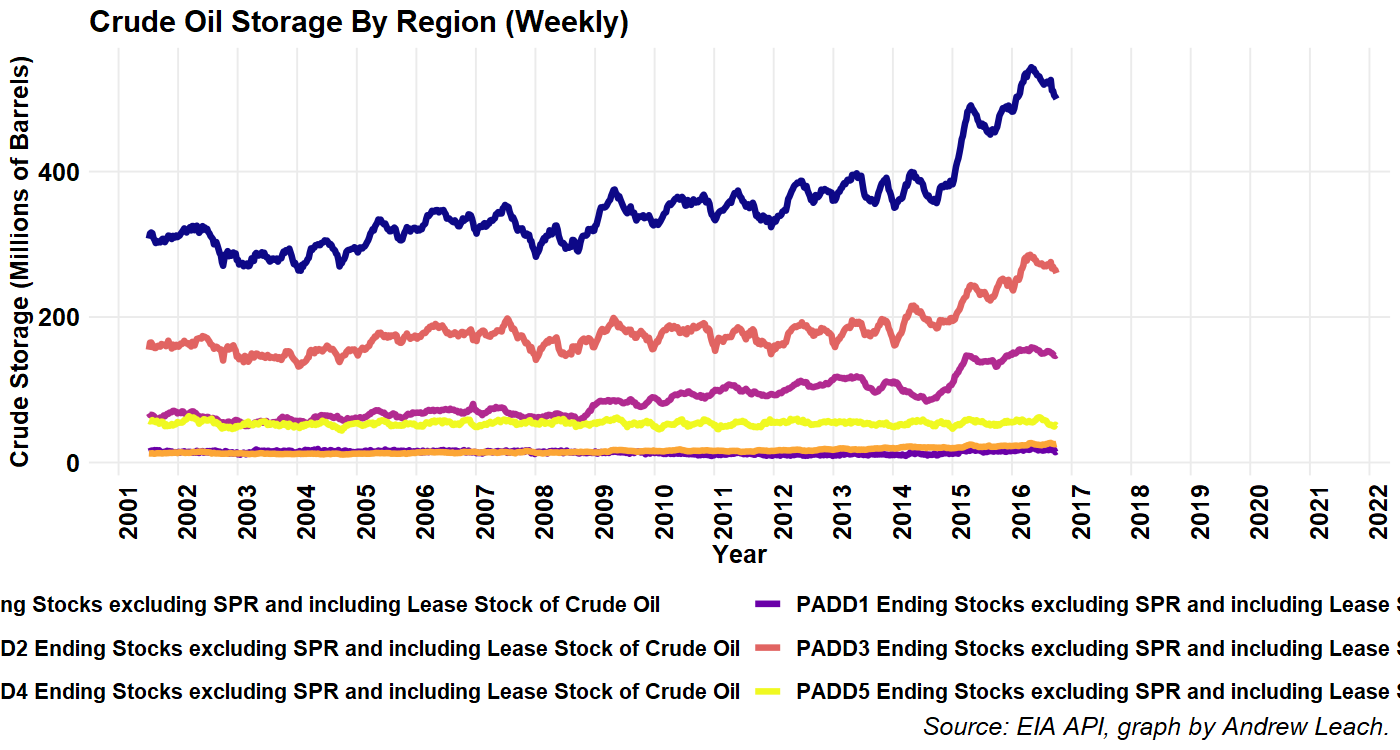 Crude Oil Storage By Region (Weekly)
Crude Storage (Millions of Barrels)
400
200
0
2001 2002 2003 2004 2005 2006 2007 2008 2009 2010 2011 2012 2013 2014 2015 2016 2017 2018 2019 2020 2021 2022
Year
ng Stocks excluding SPR and including Lease Stock of Crude Oil PADD1 Ending Stocks excluding SPR and including Lease S
D2 Ending Stocks excluding SPR and including Lease Stock of Crude Oil PADD3 Ending Stocks excluding SPR and including Lease S
D4 Ending Stocks excluding SPR and including Lease Stock of Crude Oil PADD5 Ending Stocks excluding SPR and including Lease S
Source: EIA API, graph by Andrew Leach.